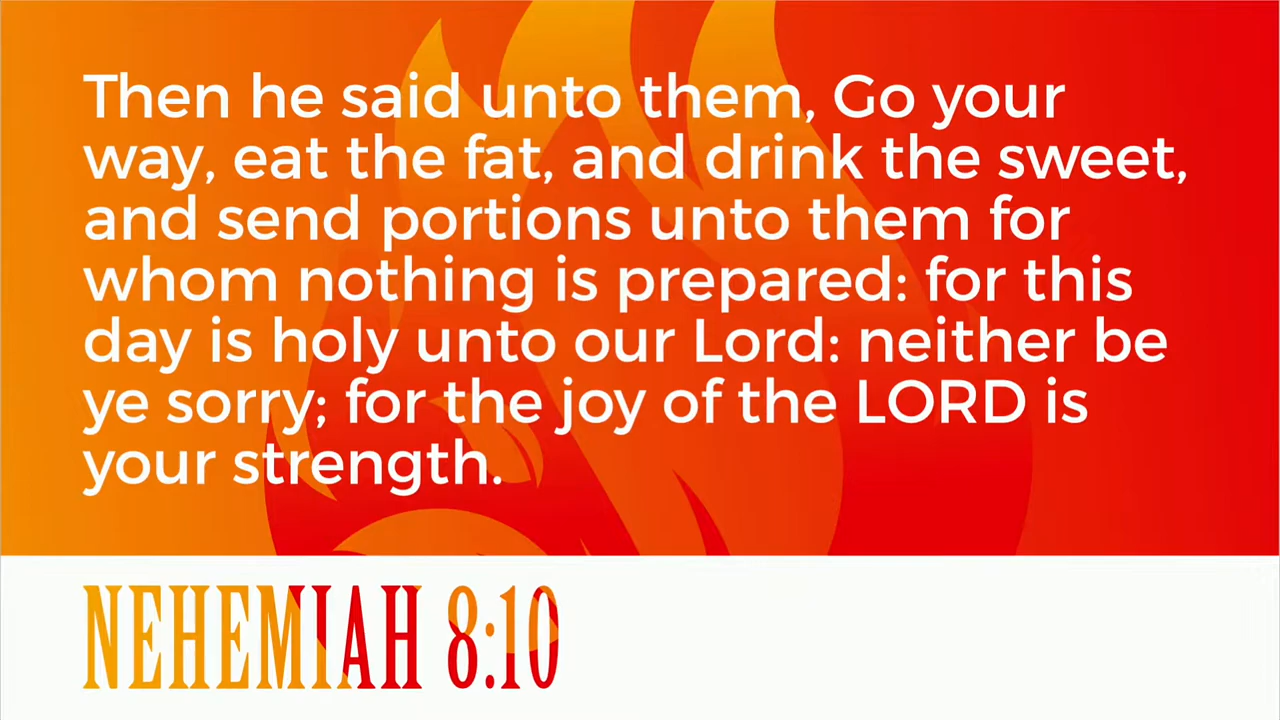 Then he said unto them, Go your
way, eat the fat, and drink the sweet,
and send portions unto them for
whom nothing is prepared: for this
day is holy unto our Lord: neither be
ye sorry; for the joy of the LORD is
your strength.
NEHEMIAH 8:10